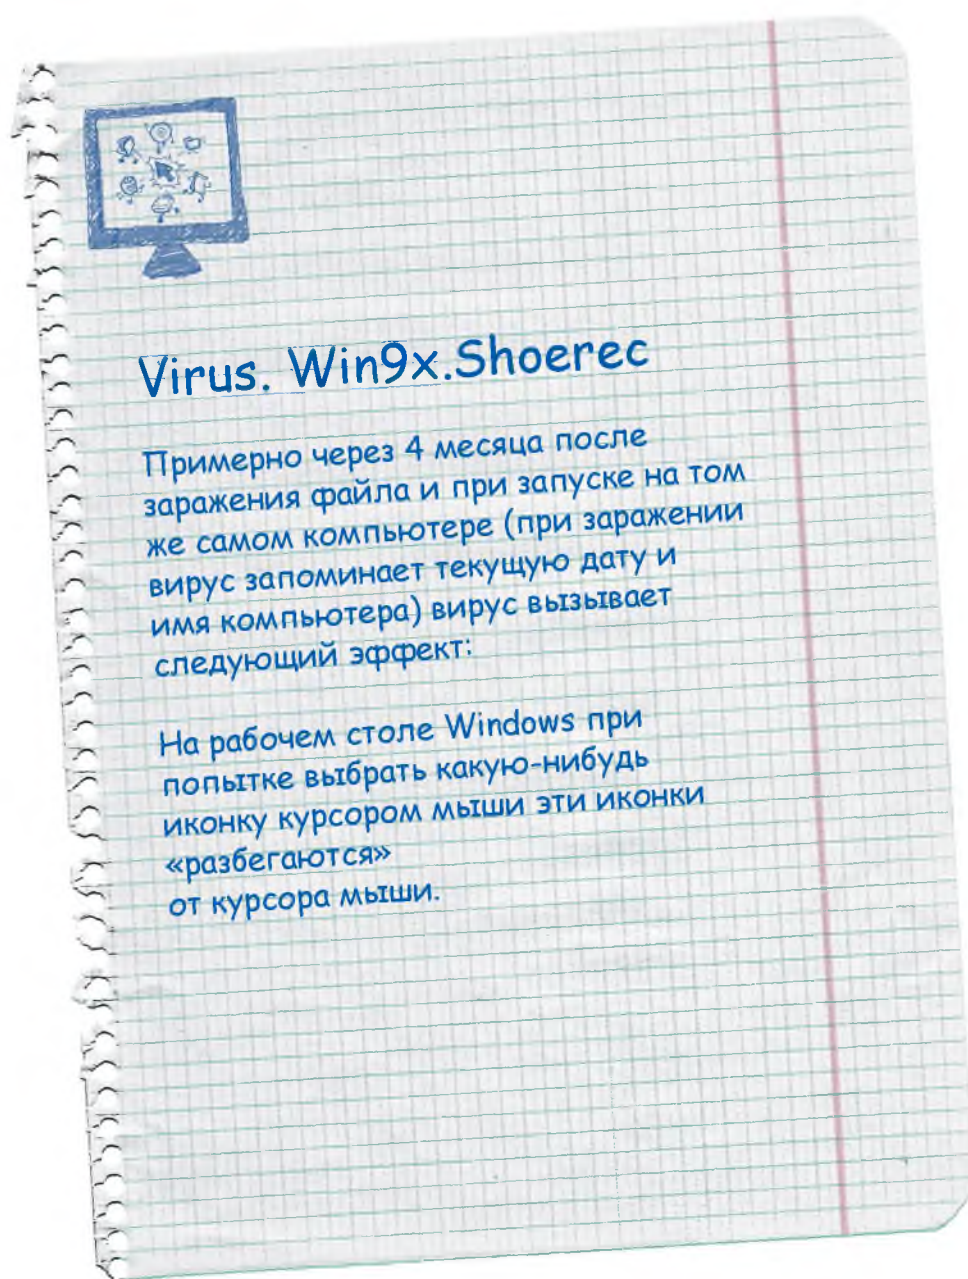 Virus. Win9x.Shoerec
Примерно через 4 месяца после
заражения файла и при запуске на том
же самом компьютере (при заражении
вирус запоминает текущую дату и
имя компьютера) вирус вызывает
следующий эффект:
На рабочем столе Windows при
попытке выбрать какую-нибудь
иконку курсором мыши эти иконки
«разбегаются»
от курсора мыши.